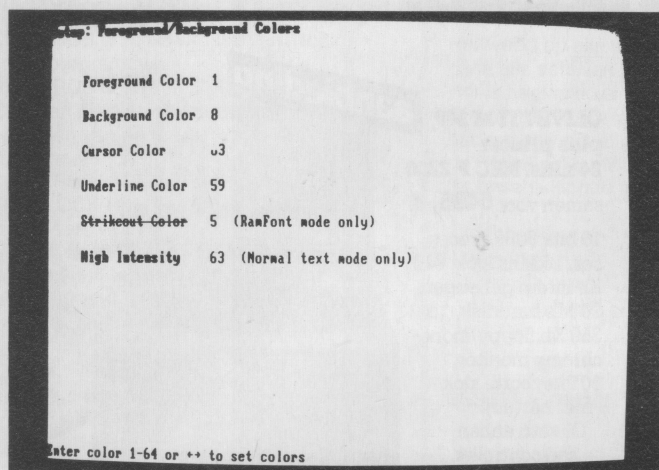 Setup: Foreground/Background Colors
Foreground Color 1
Background Color 8
Cursor Color 3
Underline Color 59
Strikeout Color 5 (RamFont mode only)
High Intensity 63 (Normal text mode only)
Enter color 1-64 or ↔ to set colors